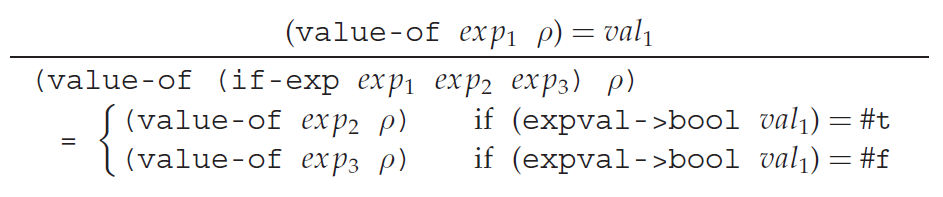 (value-of exp₁ ρ) = val₁
(value-of (if-exp exp₁ exp₂ exp₃) ρ)
= { (value-of exp₂ ρ) if (expval->bool val₁) = #t
(value-of exp₃ ρ) if (expval->bool val₁) = #f